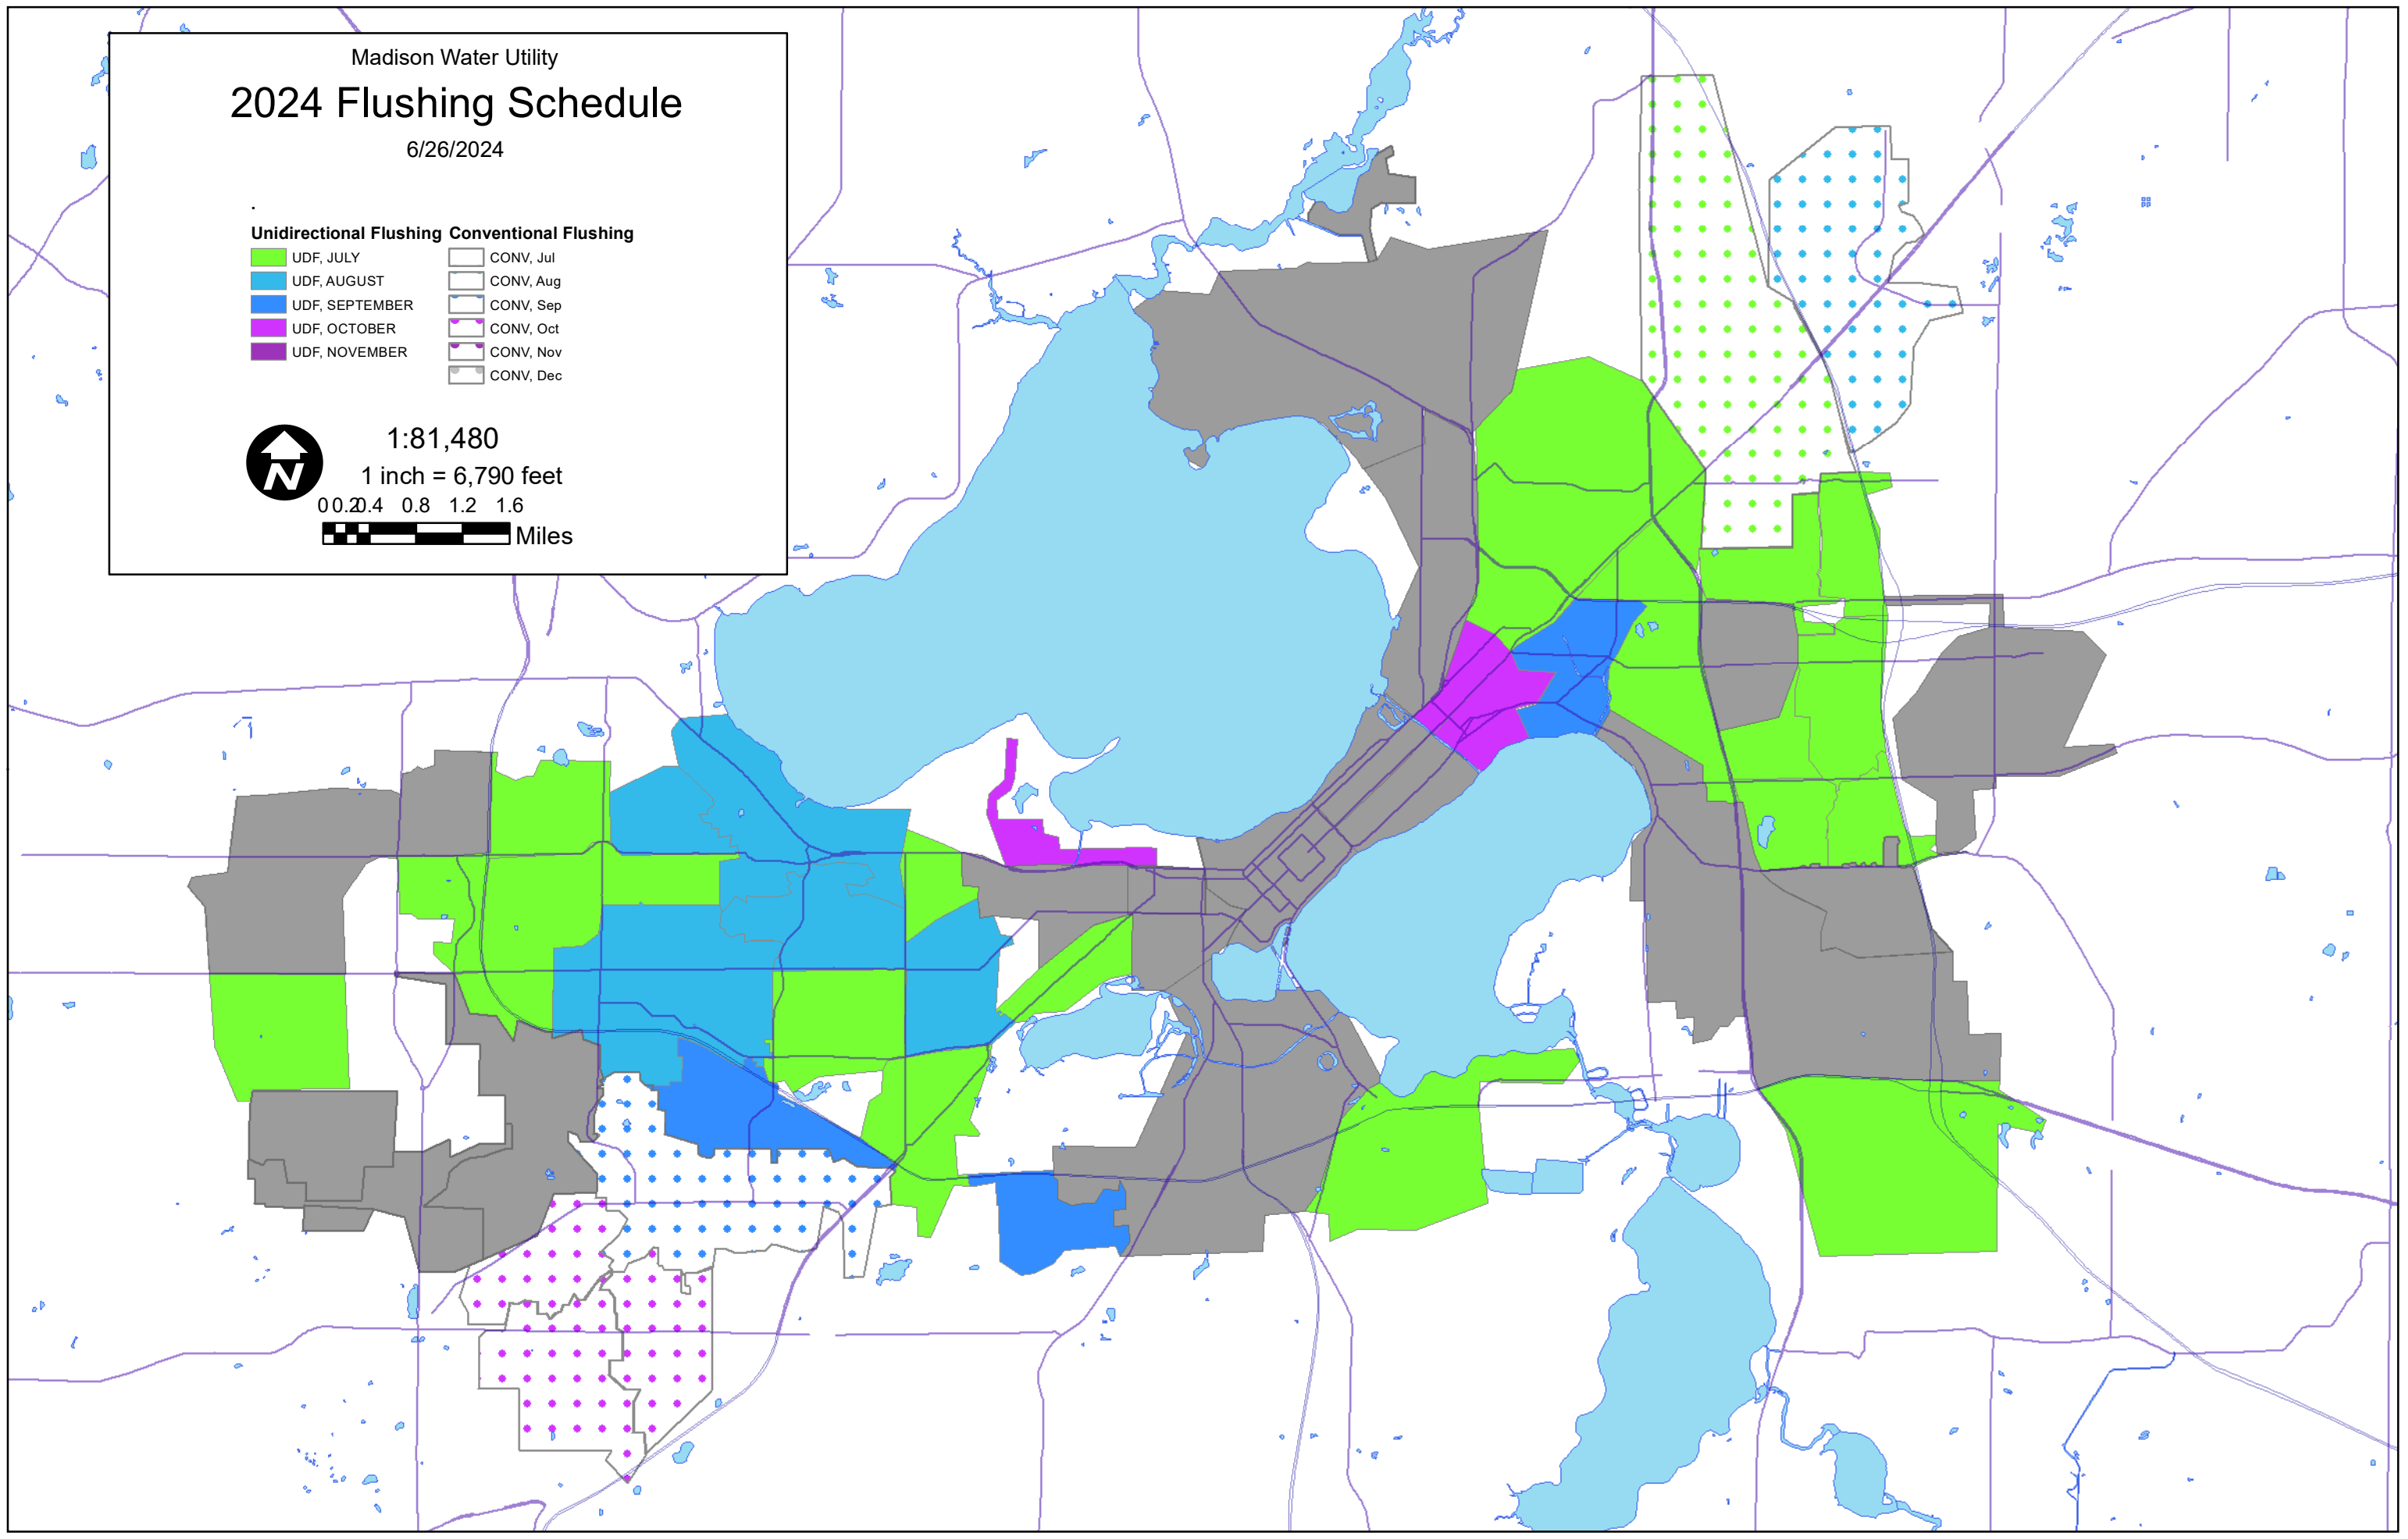 Madison Water Utility
2024 Flushing Schedule
6/26/2024
.
Unidirectional Flushing Conventional Flushing
UDF, JULY CONV, Jul
UDF, AUGUST CONV, Aug
UDF, SEPTEMBER CONV, Sep
UDF, OCTOBER CONV, Oct
UDF, NOVEMBER CONV, Nov
CONV, Dec
N
1:81,480
1 inch = 6,790 feet
0 0.2 0.4 0.8 1.2 1.6
Miles